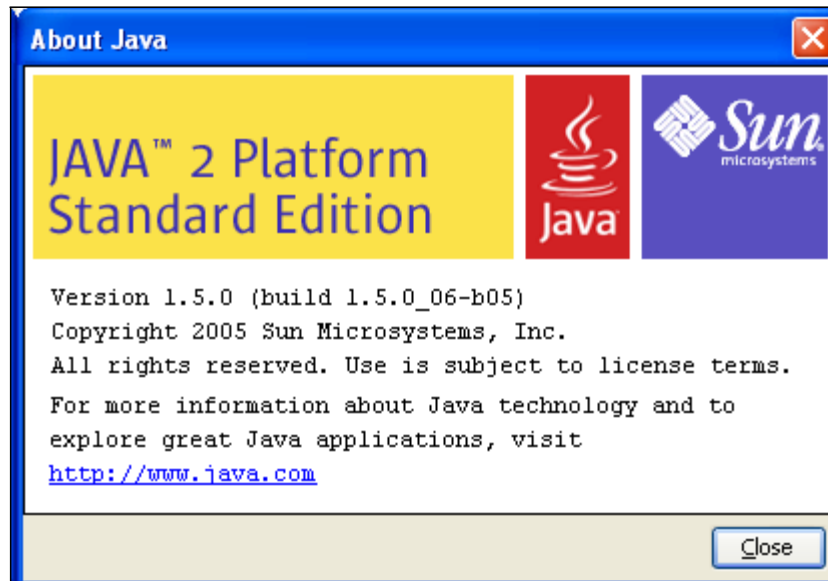 About Java
JAVA™ 2 Platform
Standard Edition
Java
Sun
microsystems
Version 1.5.0 (build 1.5.0_06-b05)
Copyright 2005 Sun Microsystems, Inc.
All rights reserved. Use is subject to license terms.
For more information about Java technology and to
explore great Java applications, visit
http://www.java.com
Close